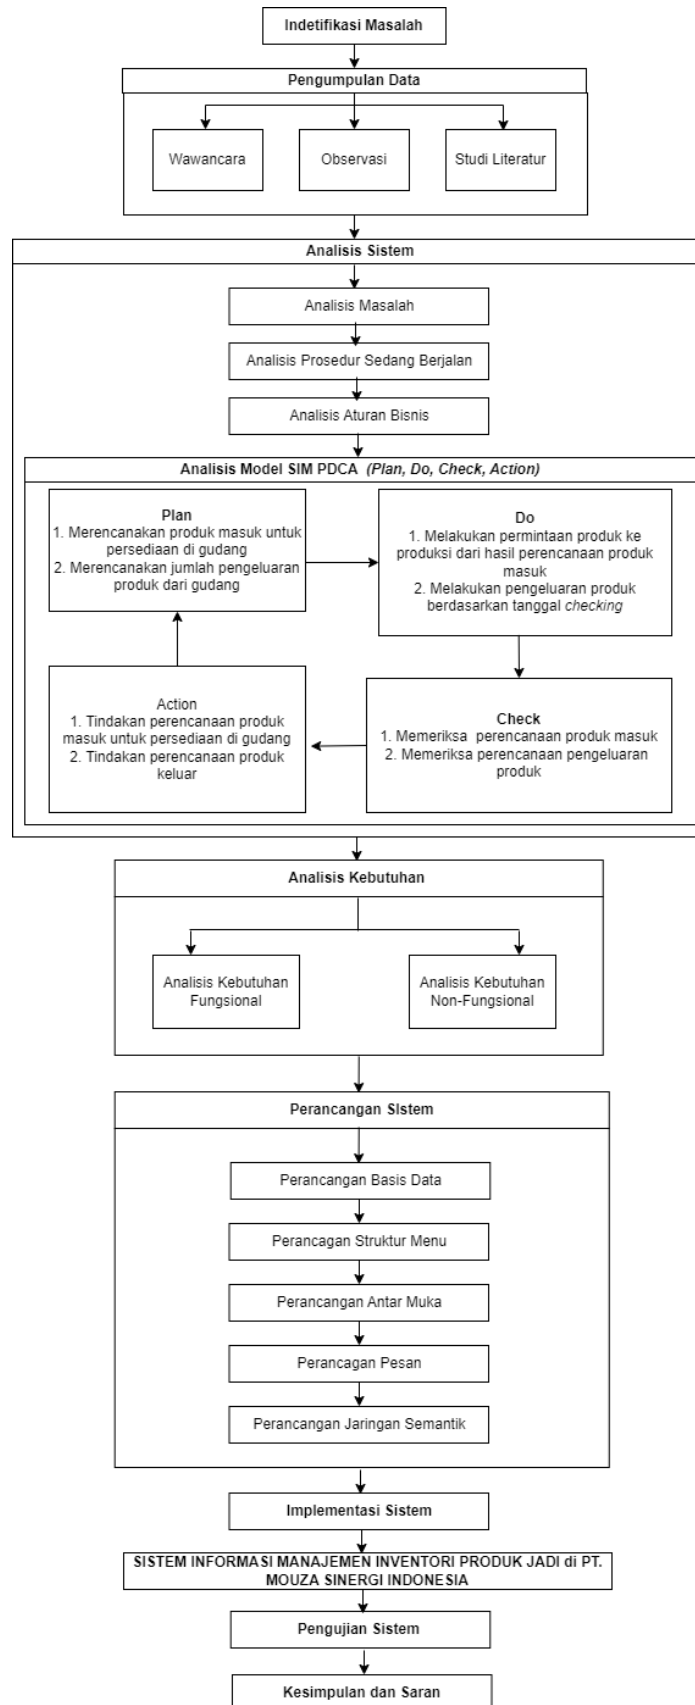 Indetifikasi Masalah
Pengumpulan Data
Wawancara
Observasi
Studi Literatur
Analisis Sistem
Analisis Masalah
Analisis Prosedur Sedang Berjalan
Analisis Aturan Bisnis
Analisis Model SIM PDCA (Plan, Do, Check, Action)
Plan
1. Merencanakan produk masuk untuk
persediaan di gudang
2. Merencanakan jumlah pengeluaran
produk dari gudang
Do
1. Melakukan permintaan produk ke
produksi dari hasil perencanaan produk
masuk
2. Melakukan pengeluaran produk
berdasarkan tanggal checking
Action
1. Tindakan perencanaan produk
masuk untuk persediaan di gudang
2. Tindakan perencanaan produk
keluar
Check
1. Memeriksa perencanaan produk masuk
2. Memeriksa perencanaan pengeluaran
produk
Analisis Kebutuhan
Analisis Kebutuhan
Fungsional
Analisis Kebutuhan
Non-Fungsional
Perancangan SIstem
Perancangan Basis Data
Perancagan Struktur Menu
Perancangan Antar Muka
Perancagan Pesan
Perancangan Jaringan Semantik
Implementasi Sistem
SISTEM INFORMASI MANAJEMEN INVENTORI PRODUK JADI di PT.
MOUZA SINERGI INDONESIA
Pengujian Sistem
Kesimpulan dan Saran